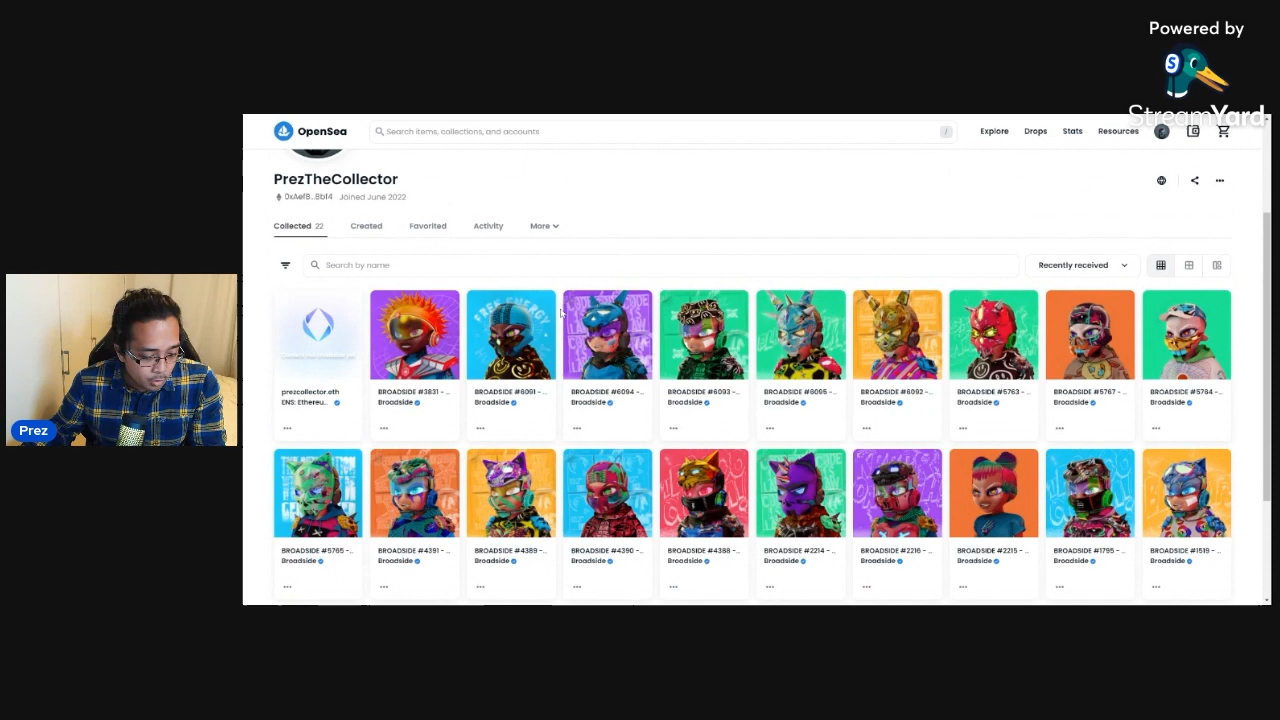 Powered by
StreamYard
OpenSea
Search items, collections, and accounts
/
Explore Drops Stats Resources
PrezTheCollector
Joined June 2022
Collected 22 Created Favorited Activity More
Search by name
Recently received
prezcollector.eth BROADSIDE #3831 - ... BROADSIDE #6091 - ... BROADSIDE #6094 -... BROADSIDE #6093 -... BROADSIDE #6095 -... BROADSIDE #6092 -... BROADSIDE #5763 - ... BROADSIDE #5767 - ... BROADSIDE #5764 - ...
ENS: Ethereu... Broadside Broadside Broadside Broadside Broadside Broadside Broadside Broadside Broadside
BROADSIDE #5765 -... BROADSIDE #4391 - ... BROADSIDE #4389 -... BROADSIDE #4390 -... BROADSIDE #4388 -... BROADSIDE #2214 - ... BROADSIDE #2216 - ... BROADSIDE #2215 - ... BROADSIDE #1795 - ... BROADSIDE #1519 - ...
Broadside Broadside Broadside Broadside Broadside Broadside Broadside Broadside Broadside Broadside
Prez